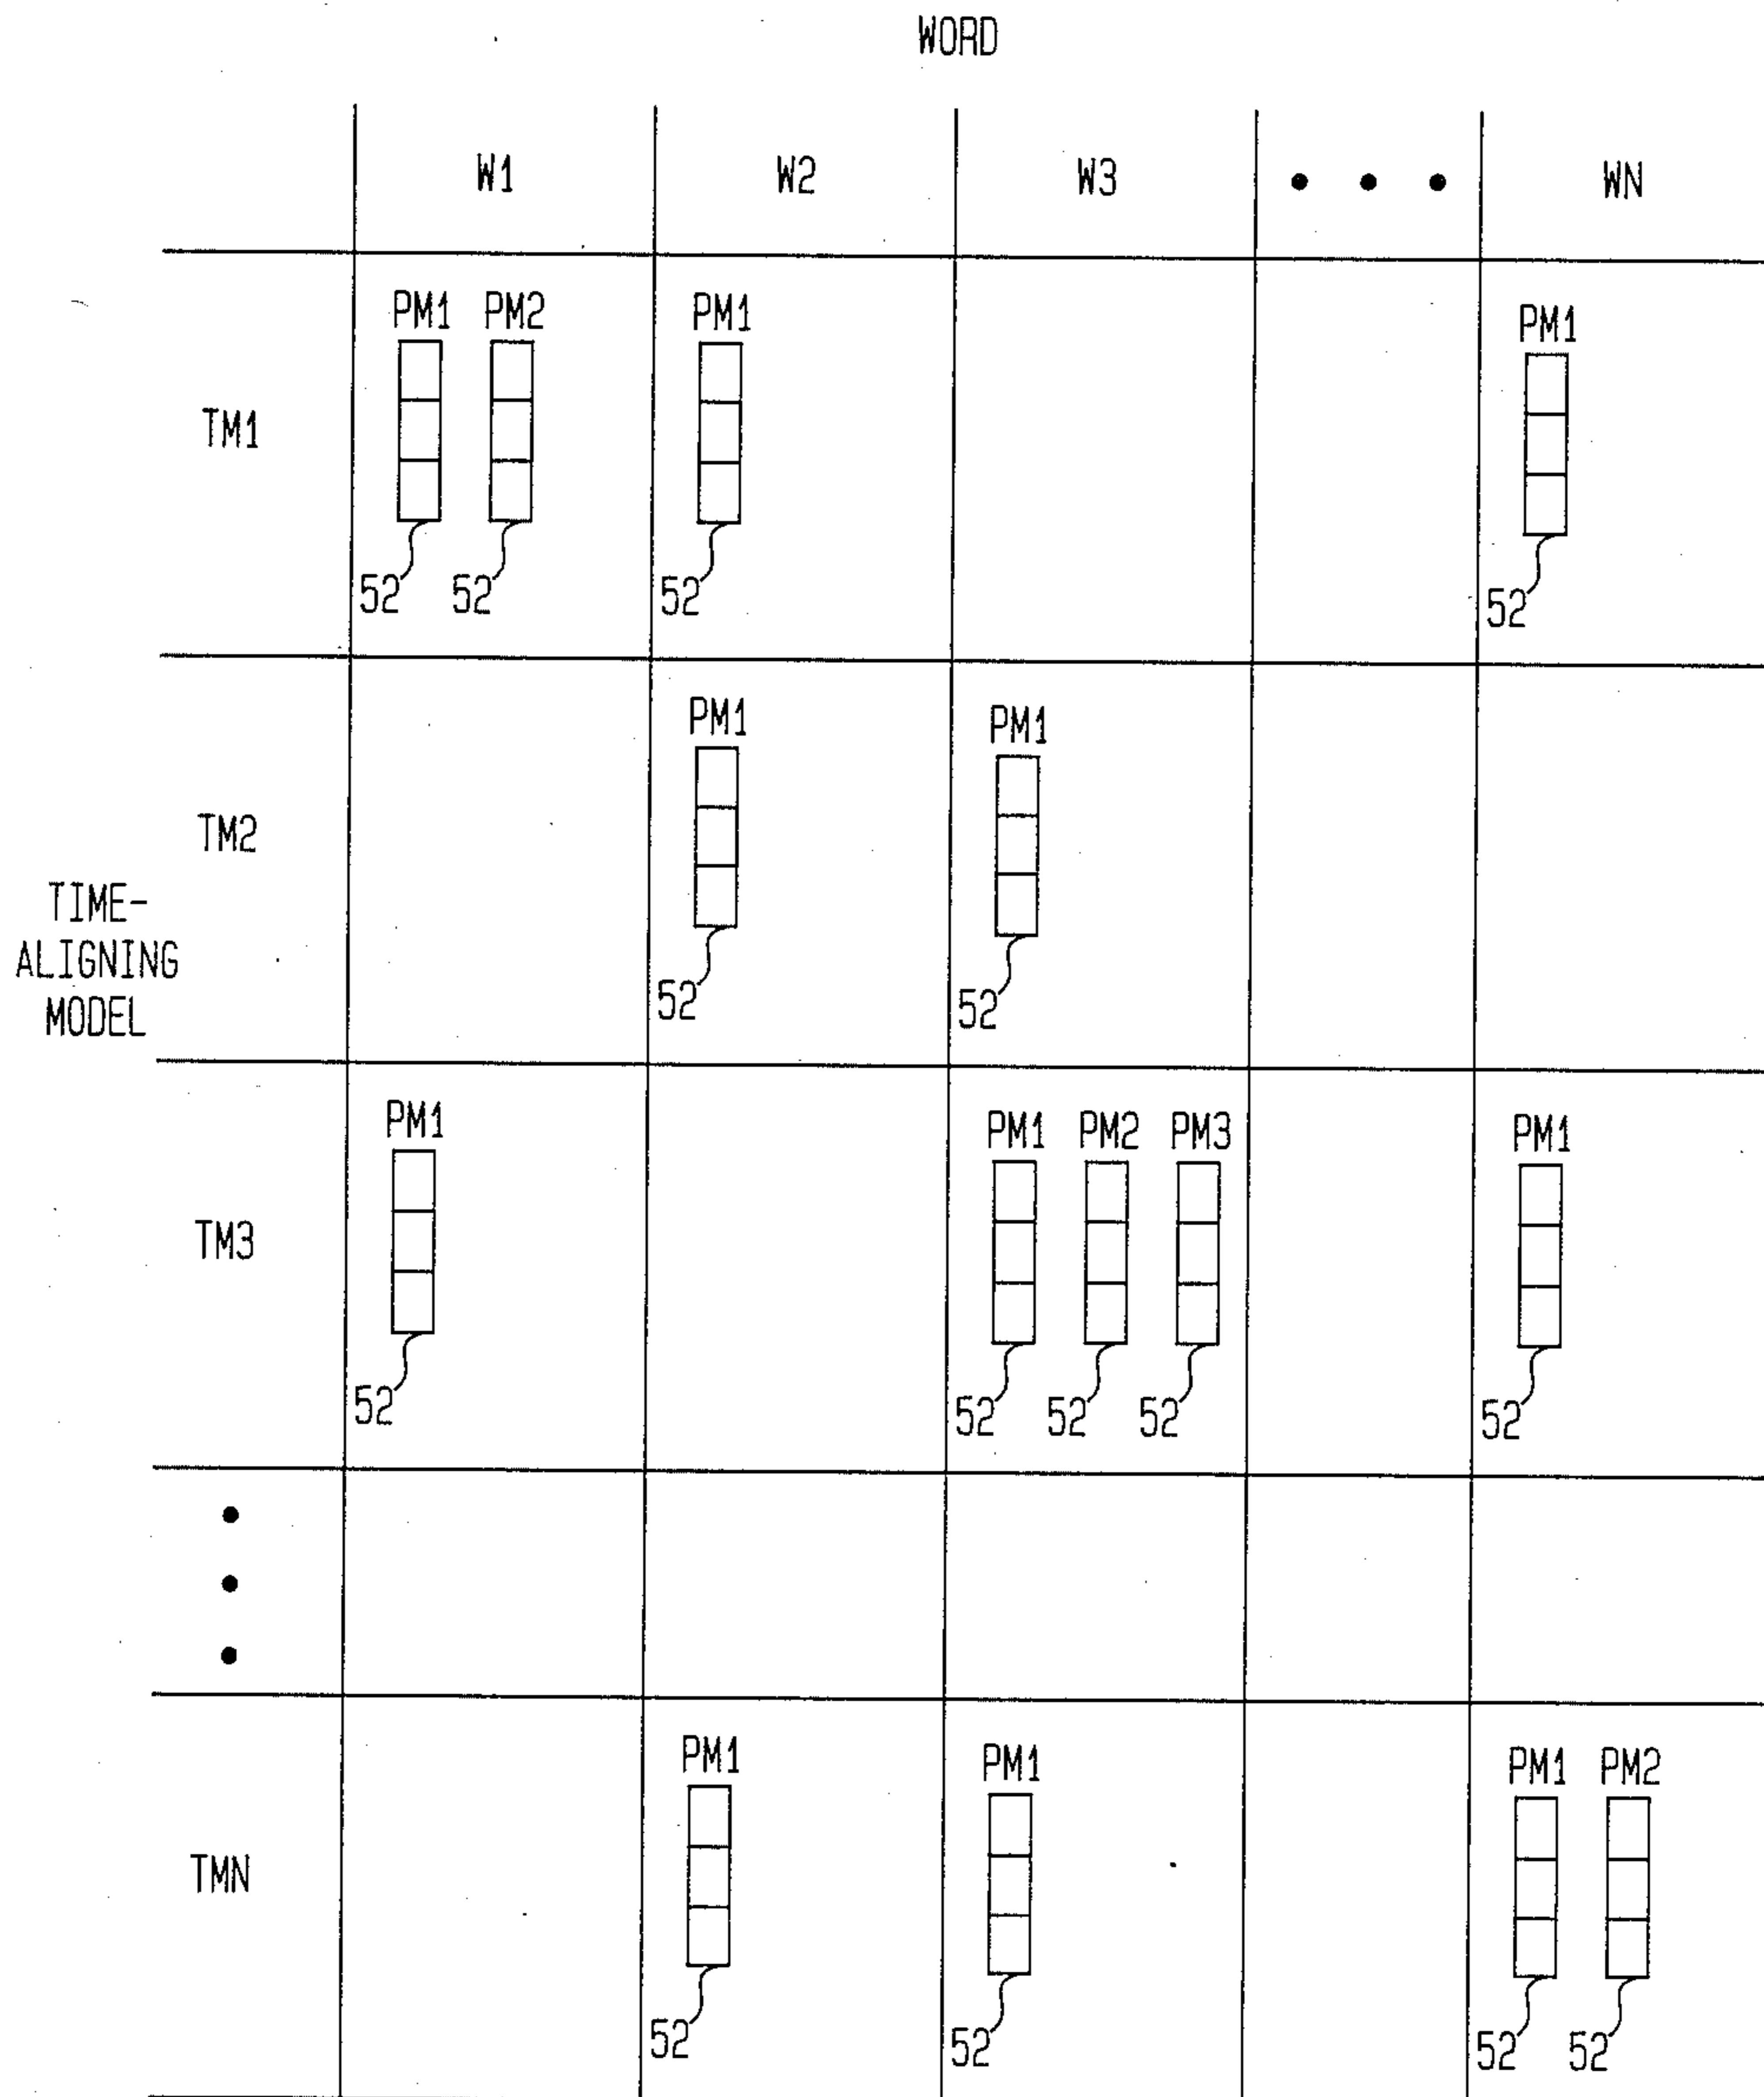 WORD
W1 W2 W3 • • • WN
PM1 PM2 PM1 PM1
TM1
52 52 52 52
PM1 PM1
TM2
TIME-
ALIGNING
MODEL
52 52
PM1 PM1 PM2 PM3 PM1
TM3
52 52 52 52 52
•
•
•
PM1 PM1 PM1 PM2
TMN
52 52 52 52